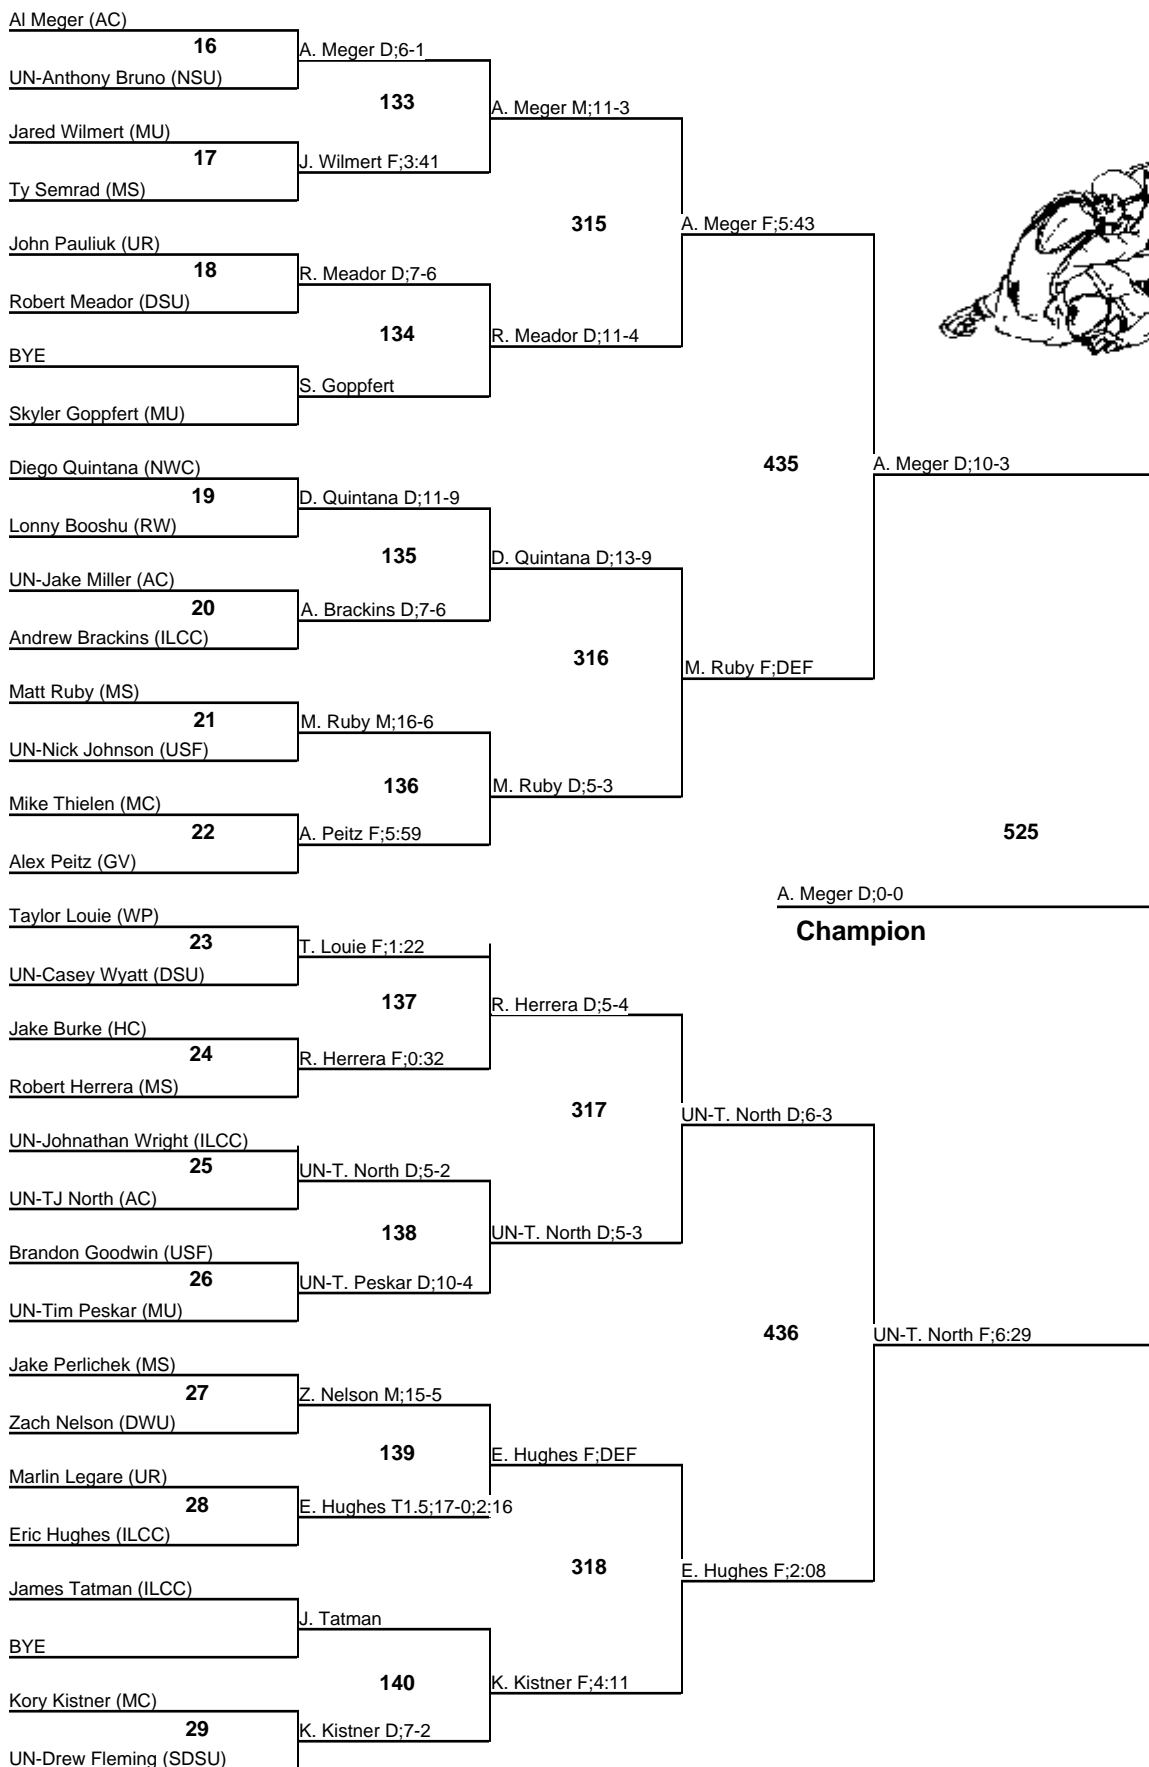 Al Meger (AC)
16
A. Meger D;6-1
UN-Anthony Bruno (NSU)
133
A. Meger M;11-3
Jared Wilmert (MU)
17
J. Wilmert F;3:41
Ty Semrad (MS)
315
A. Meger F;5:43
John Pauliuk (UR)
18
R. Meador D;7-6
Robert Meador (DSU)
134
R. Meador D;11-4
BYE
S. Goppfert
Skyler Goppfert (MU)
435
A. Meger D;10-3
Diego Quintana (NWC)
19
D. Quintana D;11-9
Lonny Booshu (RW)
135
D. Quintana D;13-9
UN-Jake Miller (AC)
20
A. Brackins D;7-6
Andrew Brackins (ILCC)
316
M. Ruby F;DEF
Matt Ruby (MS)
21
M. Ruby M;16-6
UN-Nick Johnson (USF)
136
M. Ruby D;5-3
Mike Thielen (MC)
22
A. Peitz F;5:59
Alex Peitz (GV)
525
A. Meger D;0-0
Champion
Taylor Louie (WP)
23
T. Louie F;1:22
UN-Casey Wyatt (DSU)
137
R. Herrera D;5-4
Jake Burke (HC)
24
R. Herrera F;0:32
Robert Herrera (MS)
317
UN-T. North D;6-3
UN-Johnathan Wright (ILCC)
25
UN-T. North D;5-2
UN-TJ North (AC)
138
UN-T. North D;5-3
Brandon Goodwin (USF)
26
UN-T. Peskar D;10-4
UN-Tim Peskar (MU)
436
UN-T. North F;6:29
Jake Perlichek (MS)
27
Z. Nelson M;15-5
Zach Nelson (DWU)
139
E. Hughes F;DEF
Marlin Legare (UR)
28
E. Hughes T1.5;17-0;2:16
Eric Hughes (ILCC)
318
E. Hughes F;2:08
James Tatman (ILCC)
J. Tatman
BYE
140
K. Kistner F;4:11
Kory Kistner (MC)
29
K. Kistner D;7-2
UN-Drew Fleming (SDSU)